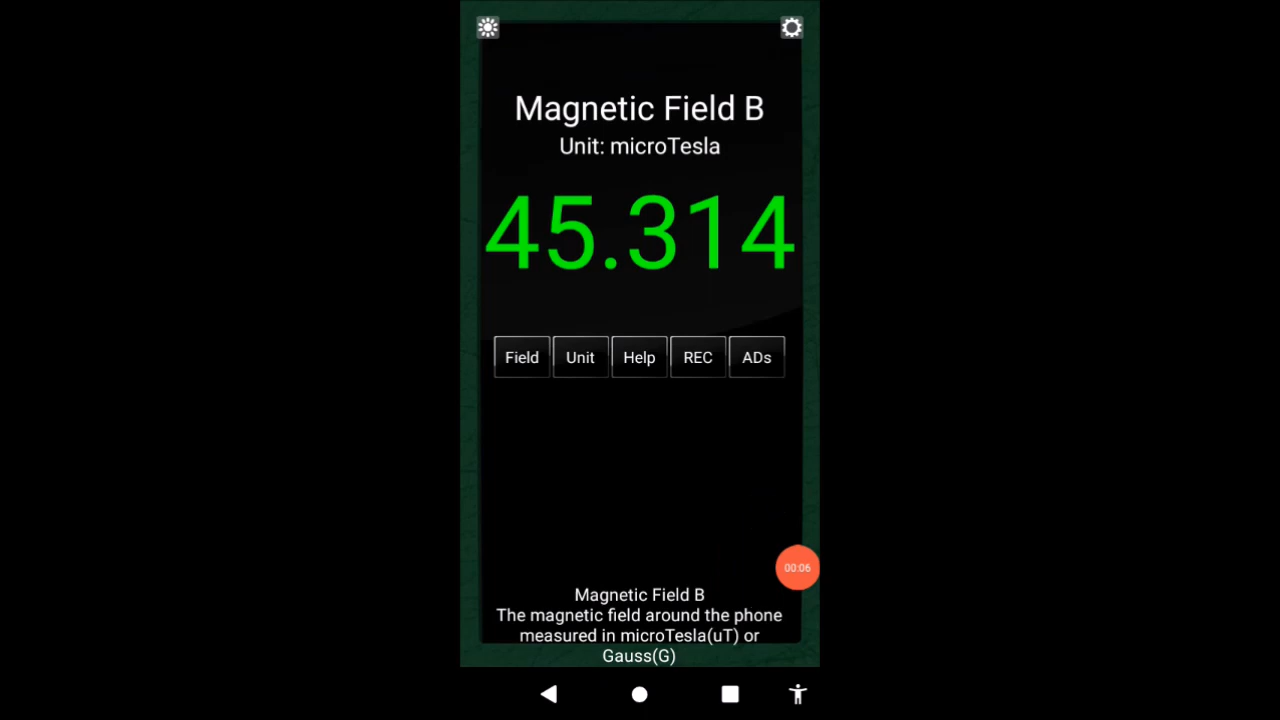 Magnetic Field B
Unit: microTesla
45.314
Field Unit Help REC ADs
00:06
Magnetic Field B
The magnetic field around the phone
measured in microTesla(uT) or
Gauss(G)